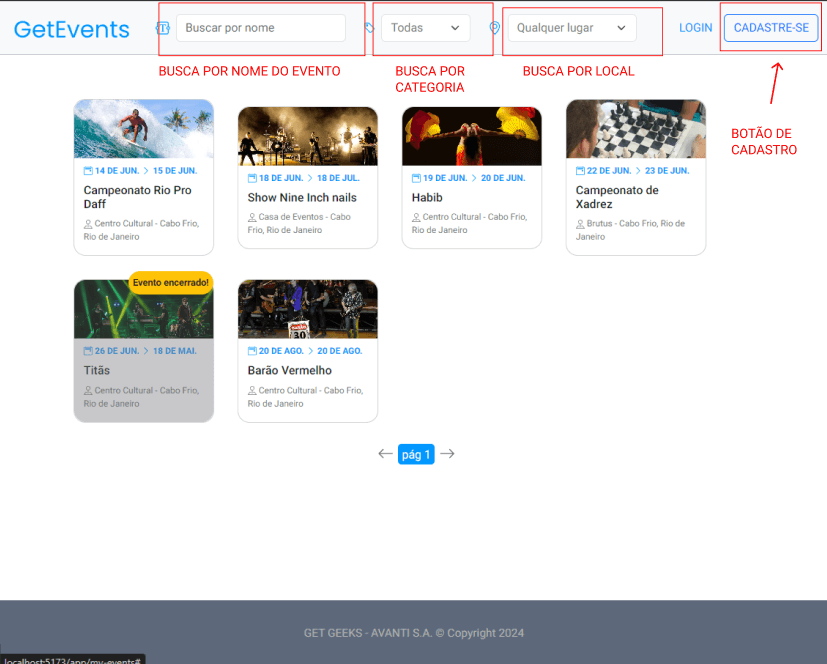 GetEvents
Buscar por nome
Todas
Qualquer lugar
LOGIN
CADASTRE-SE
BUSCA POR NOME DO EVENTO
BUSCA POR
CATEGORIA
BUSCA POR LOCAL
BOTÃO DE
CADASTRO
14 DE JUN. > 15 DE JUN.
Campeonato Rio Pro
Daff
Centro Cultural - Cabo Frio,
Rio de Janeiro
18 DE JUN. > 18 DE JUL.
Show Nine Inch nails
Casa de Eventos - Cabo
Frio, Rio de Janeiro
19 DE JUN. > 20 DE JUN.
Habib
Centro Cultural - Cabo Frio,
Rio de Janeiro
22 DE JUN. > 23 DE JUN.
Campeonato de
Xadrez
Brutus - Cabo Frio, Rio de
Janeiro
Evento encerrado!
26 DE JUN. > 18 DE MAI.
Titãs
Centro Cultural - Cabo Frio,
Rio de Janeiro
30
20 DE AGO. > 20 DE AGO.
Barão Vermelho
Centro Cultural - Cabo Frio,
Rio de Janeiro
← pág 1 →
GET GEEKS - AVANTI S.A. © Copyright 2024
localhost:5173/app/my-events#